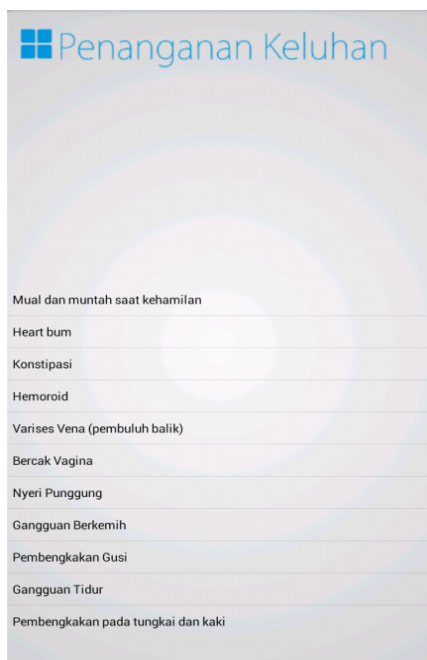 Penanganan Keluhan
Mual dan muntah saat kehamilan
Heart bum
Konstipasi
Hemoroid
Varises Vena (pembuluh balik)
Bercak Vagina
Nyeri Punggung
Gangguan Berkemih
Pembengkakan Gusi
Gangguan Tidur
Pembengkakan pada tungkai dan kaki